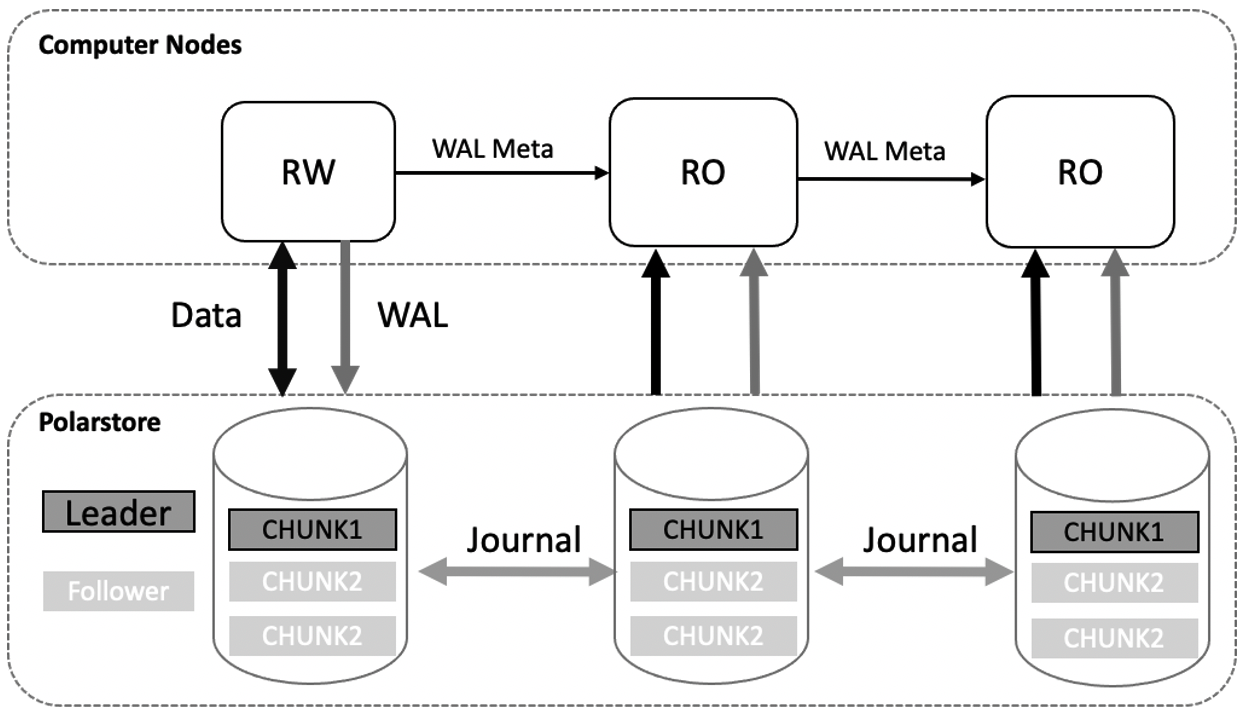 Computer Nodes
RW
WAL Meta
RO
WAL Meta
RO
Data
WAL
Polarstore
Leader
Follower
CHUNK1
CHUNK2
CHUNK2
Journal
CHUNK1
CHUNK2
CHUNK2
Journal
CHUNK1
CHUNK2
CHUNK2